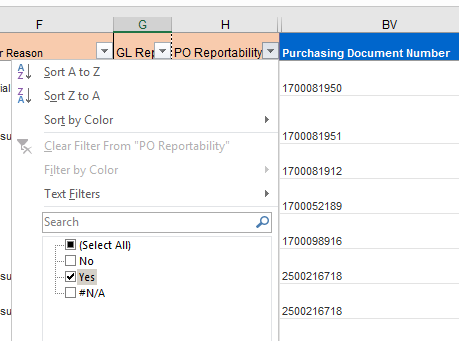 F G H BV
r Reason GL Rep PO Reportability Purchasing Document Number
Sort A to Z
Sort Z to A
Sort by Color
Clear Filter From "PO Reportability"
Filter by Color
Text Filters
Search
(Select All)
No
Yes
#N/A
ial
su
su
su
1700081950
1700081951
1700081912
1700052189
1700098916
2500216718
2500216718